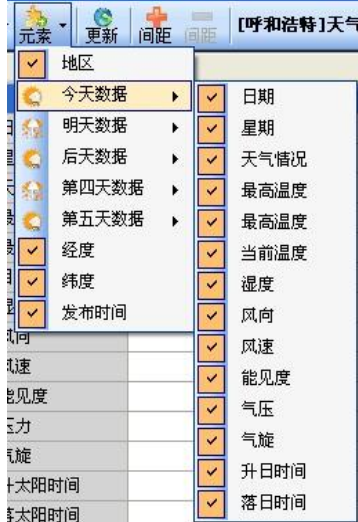 元素 更新 间距 间距 [呼和浩特]天气
地区
今天数据
明天数据
后天数据
第四天数据
第五天数据
经度
纬度
发布时间
日期
星期
天气情况
最高温度
最高温度
当前温度
湿度
风向
风速
能见度
气压
气旋
升日时间
落日时间
风向
风速
能见度
压力
气旋
升太阳时间
落太阳时间